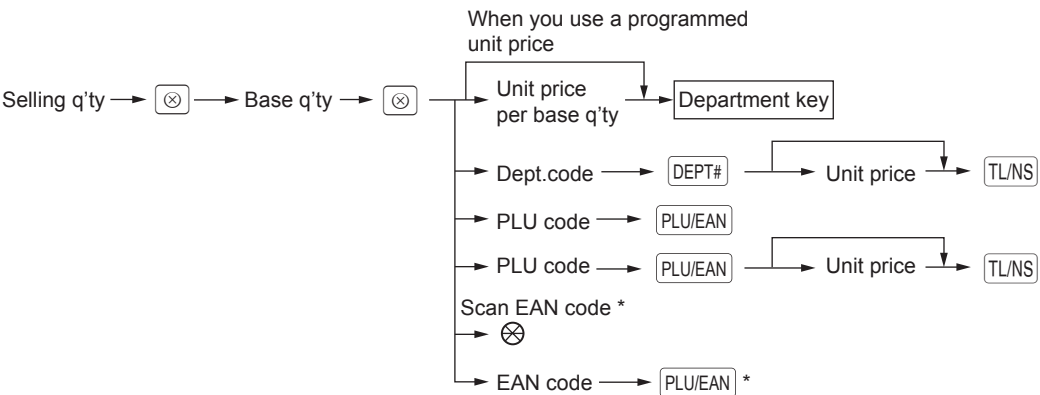 When you use a programmed
unit price
Selling q'ty ⊗ Base q'ty ⊗ Unit price
per base q'ty Department key
Dept.code DEPT# Unit price TL/NS
PLU code PLU/EAN
PLU code PLU/EAN Unit price TL/NS
Scan EAN code *
EAN code PLU/EAN *